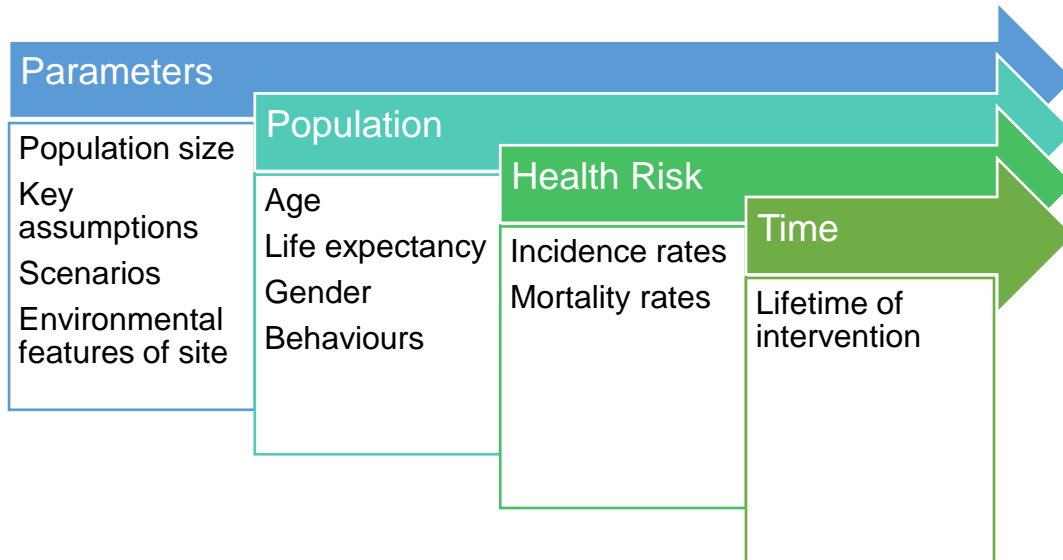 Parameters
Population size
Key
assumptions
Scenarios
Environmental
features of site
Population
Age
Life expectancy
Gender
Behaviours
Health Risk
Incidence rates
Mortality rates
Time
Lifetime of
intervention